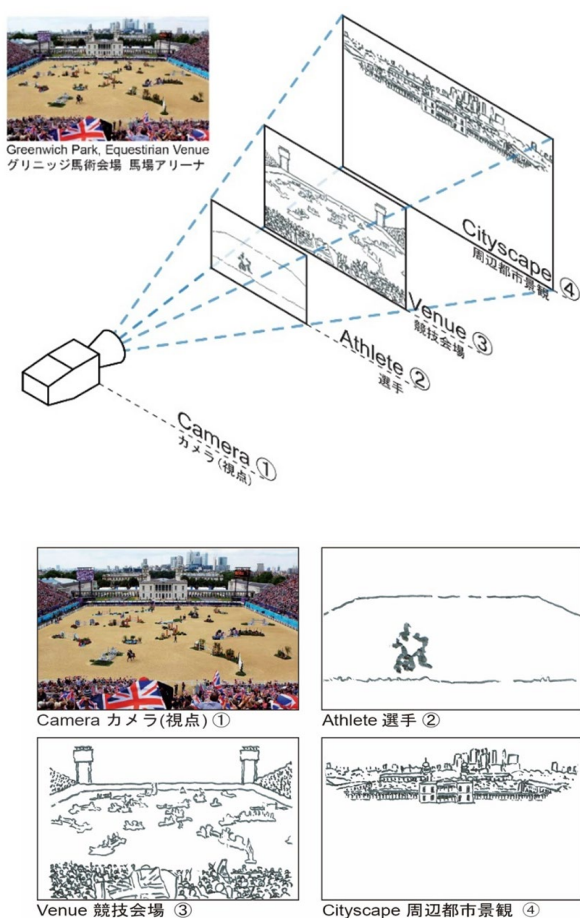 Greenwich Park, Equestrian Venue
グリニッジ馬術会場 馬場アリーナ
Cityscape ④
周辺都市景観
Venue ③
競技会場
Athlete ②
選手
Camera ①
カメラ(視点)
Camera カメラ(視点) ①
Athlete 選手 ②
Venue 競技会場 ③
Cityscape 周辺都市景観 ④